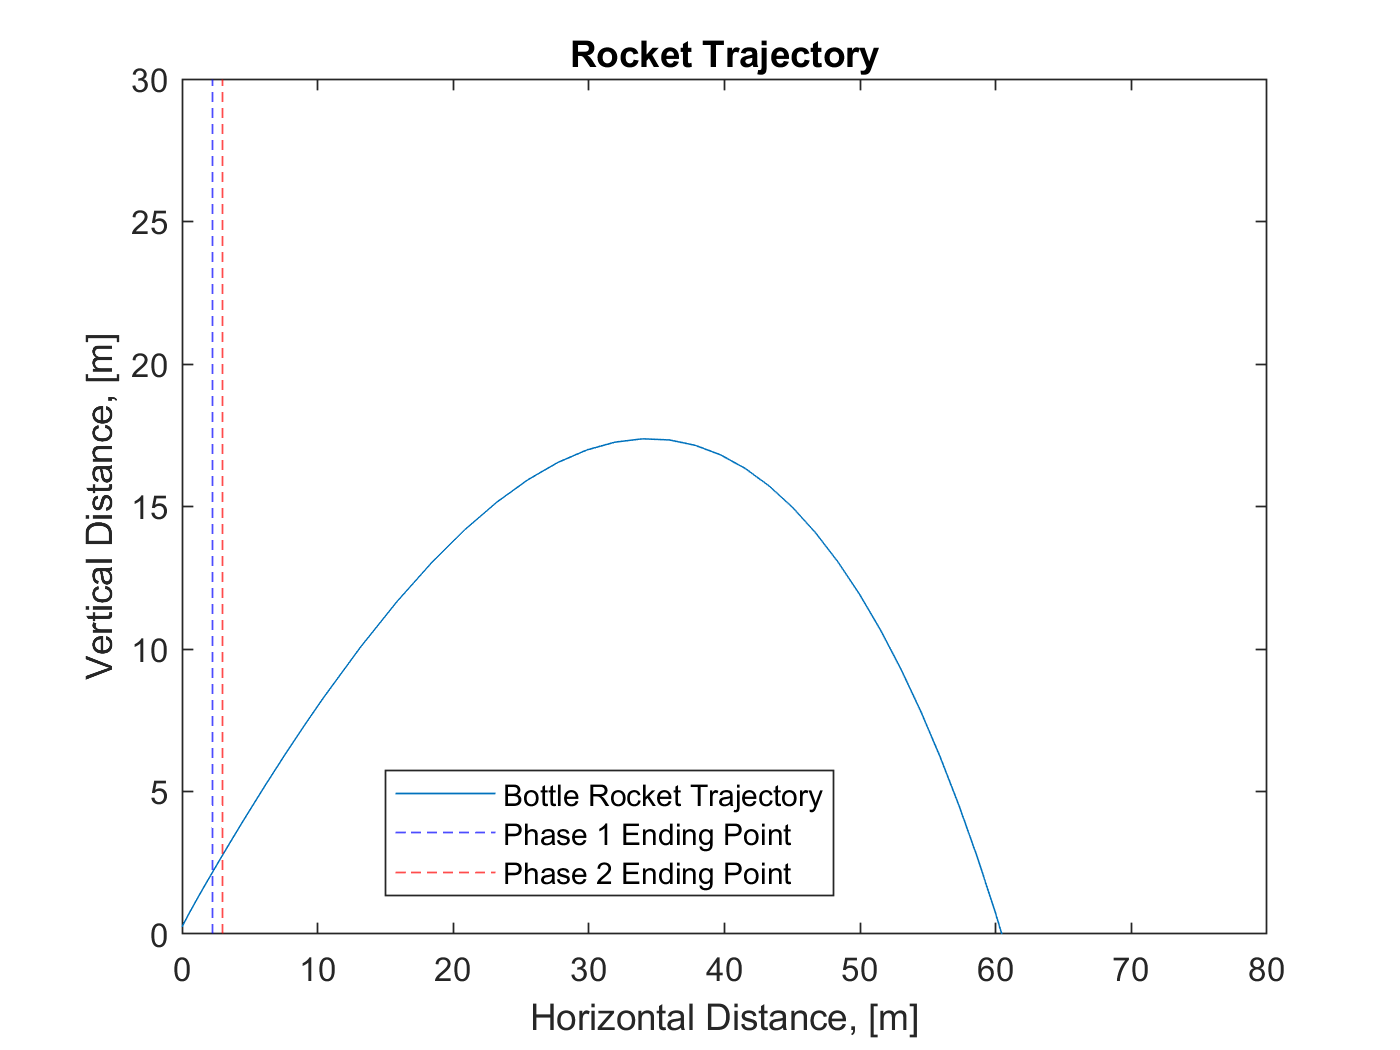 Rocket Trajectory
30
25
20
15
10
5
0
Vertical Distance, [m]
Bottle Rocket Trajectory
Phase 1 Ending Point
Phase 2 Ending Point
0 10 20 30 40 50 60 70 80
Horizontal Distance, [m]